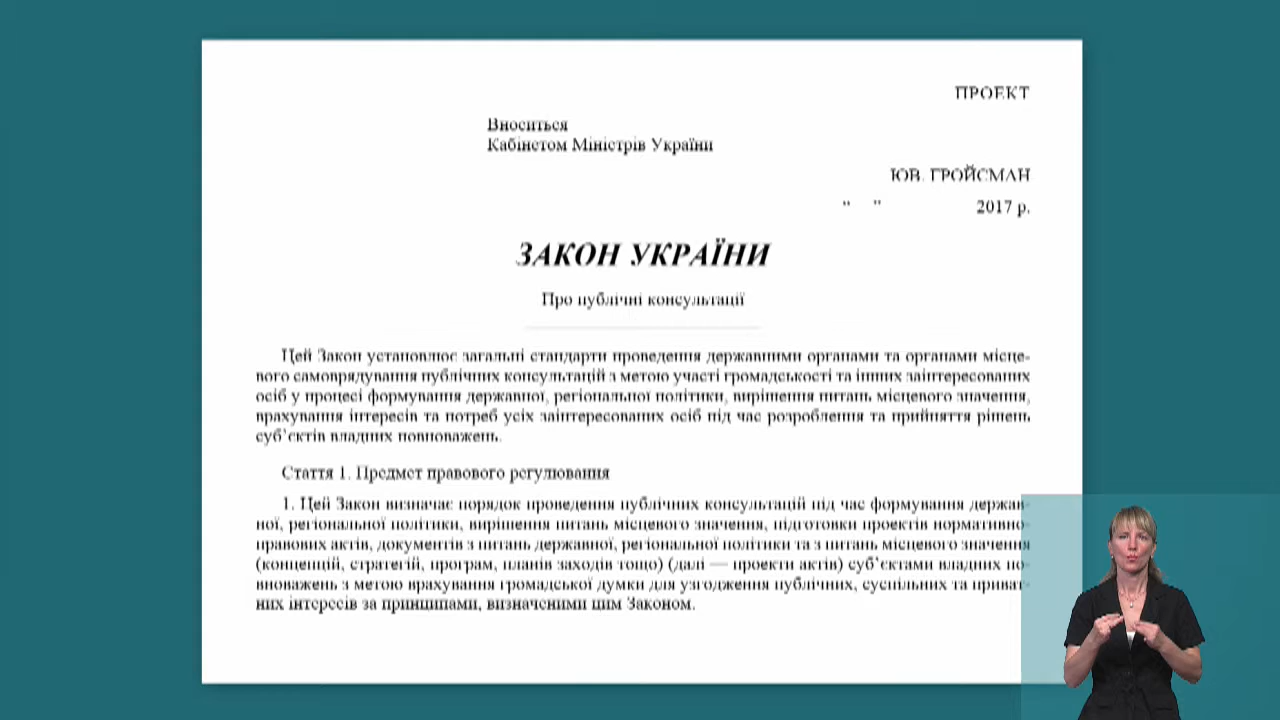 ПРОЕКТ
Вноситься
Кабінетом Міністрів України
Ю.В. ГРОЙСМАН
“ ” 2017 р.
ЗАКОН УКРАЇНИ
Про публічні консультації
Цей Закон установлює загальні стандарти проведення державними органами та органами місце-
вого самоврядування публічних консультацій з метою участі громадськості та інших заінтересованих
осіб у процесі формування державної, регіональної політики, вирішення питань місцевого значення,
врахування інтересів та потреб усіх заінтересованих осіб під час розроблення та прийняття рішень
суб’єктів владних повноважень.
Стаття 1. Предмет правового регулювання
1. Цей Закон визначає порядок проведення публічних консультацій під час формування держав-
ної, регіональної політики, вирішення питань місцевого значення, підготовки проектів нормативно-
правових актів, документів з питань державної, регіональної політики та з питань місцевого значення
(концепцій, стратегій, програм, планів заходів тощо) (далі — проекти актів) суб’єктами владних по-
вноважень з метою врахування громадської думки для узгодження публічних, суспільних та приват-
них інтересів за принципами, визначеними цим Законом.